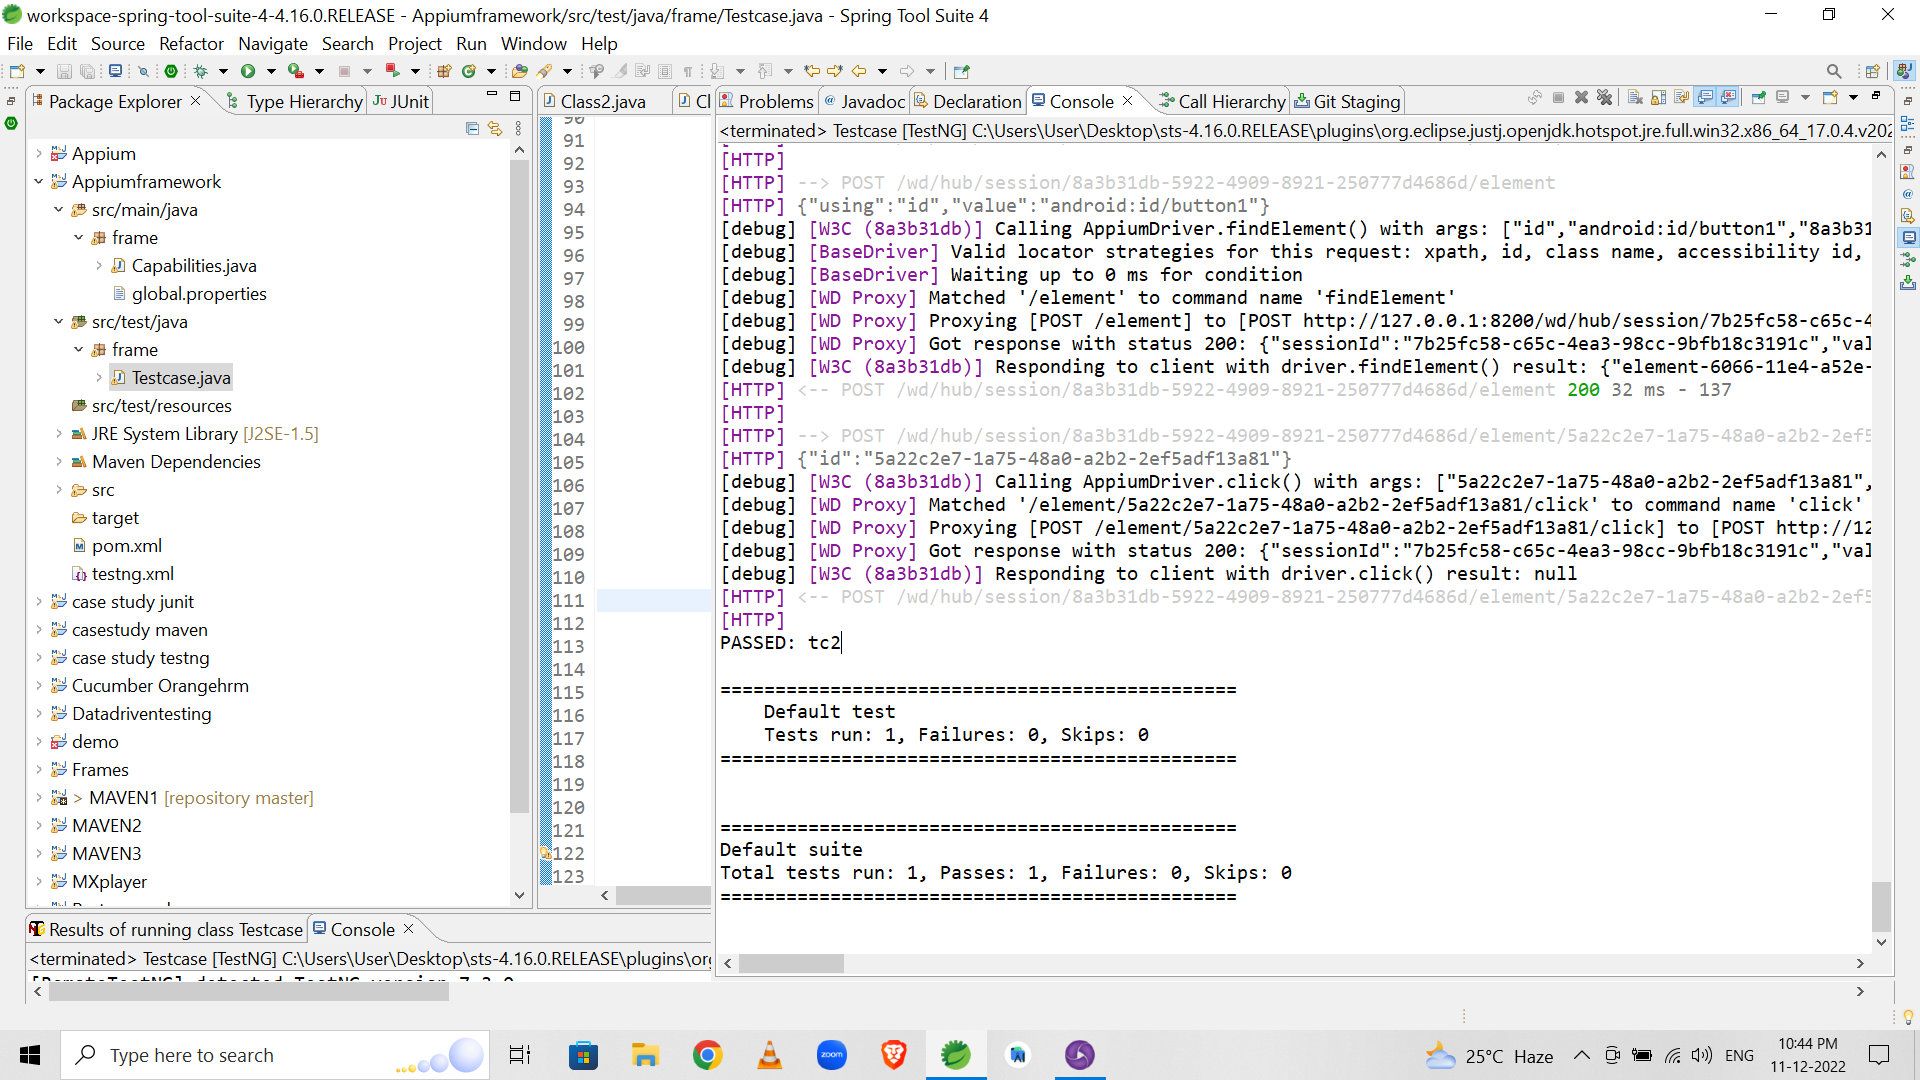 workspace-spring-tool-suite-4-4.16.0.RELEASE - Appiumframework/src/test/java/frame/Testcase.java - Spring Tool Suite 4
File Edit Source Refactor Navigate Search Project Run Window Help
Package Explorer
Type Hierarchy
JUnit
Appium
Appiumframework
src/main/java
frame
Capabilities.java
global.properties
src/test/java
frame
Testcase.java
src/test/resources
JRE System Library [J2SE-1.5]
Maven Dependencies
src
target
pom.xml
testng.xml
case study junit
casestudy maven
case study testng
Cucumber Orangehrm
Datadriventesting
demo
Frames
> MAVEN1 [repository master]
MAVEN2
MAVEN3
MXplayer
Class2.java
90
91
92
93
94
95
96
97
98
99
100
101
102
103
104
105
106
107
108
109
110
111
112
113
114
115
116
117
118
119
120
121
122
123
Problems
Javadoc
Declaration
Console
Call Hierarchy
Git Staging
<terminated> Testcase [TestNG] C:\Users\User\Desktop\sts-4.16.0.RELEASE\plugins\org.eclipse.justj.openjdk.hotspot.jre.full.win32.x86_64_17.0.4.v202
[HTTP]
[HTTP] --> POST /wd/hub/session/8a3b31db-5922-4909-8921-250777d4686d/element
[HTTP] {"using":"id","value":"android:id/button1"}
[debug] [W3C (8a3b31db)] Calling AppiumDriver.findElement() with args: ["id","android:id/button1","8a3b31
[debug] [BaseDriver] Valid locator strategies for this request: xpath, id, class name, accessibility id,
[debug] [BaseDriver] Waiting up to 0 ms for condition
[debug] [WD Proxy] Matched '/element' to command name 'findElement'
[debug] [WD Proxy] Proxying [POST /element] to [POST http://127.0.0.1:8200/wd/hub/session/7b25fc58-c65c-4
[debug] [WD Proxy] Got response with status 200: {"sessionId":"7b25fc58-c65c-4ea3-98cc-9bfb18c3191c","val
[debug] [W3C (8a3b31db)] Responding to client with driver.findElement() result: {"element-6066-11e4-a52e-
[HTTP] <-- POST /wd/hub/session/8a3b31db-5922-4909-8921-250777d4686d/element 200 32 ms - 137
[HTTP]
[HTTP] --> POST /wd/hub/session/8a3b31db-5922-4909-8921-250777d4686d/element/5a22c2e7-1a75-48a0-a2b2-2ef5
[HTTP] {"id":"5a22c2e7-1a75-48a0-a2b2-2ef5adf13a81"}
[debug] [W3C (8a3b31db)] Calling AppiumDriver.click() with args: ["5a22c2e7-1a75-48a0-a2b2-2ef5adf13a81",
[debug] [WD Proxy] Matched '/element/5a22c2e7-1a75-48a0-a2b2-2ef5adf13a81/click' to command name 'click'
[debug] [WD Proxy] Proxying [POST /element/5a22c2e7-1a75-48a0-a2b2-2ef5adf13a81/click] to [POST http://12
[debug] [WD Proxy] Got response with status 200: {"sessionId":"7b25fc58-c65c-4ea3-98cc-9bfb18c3191c","val
[debug] [W3C (8a3b31db)] Responding to client with driver.click() result: null
[HTTP] <-- POST /wd/hub/session/8a3b31db-5922-4909-8921-250777d4686d/element/5a22c2e7-1a75-48a0-a2b2-2ef5
[HTTP]
PASSED: tc2
===============================================
Default test
Tests run: 1, Failures: 0, Skips: 0
===============================================
===============================================
Default suite
Total tests run: 1, Passes: 1, Failures: 0, Skips: 0
===============================================
Results of running class Testcase
Console
<terminated> Testcase [TestNG] C:\Users\User\Desktop\sts-4.16.0.RELEASE\plugins\org
Type here to search
zoom
25°C Haze
ENG
10:44 PM
11-12-2022